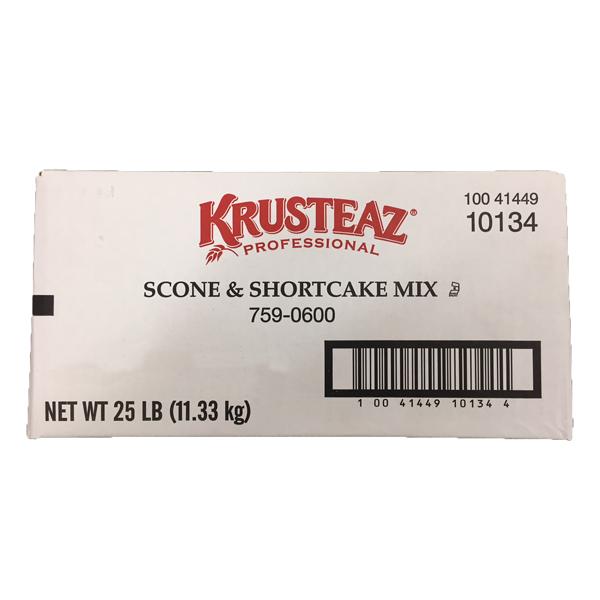 KRUSTEAZ®
PROFESSIONAL
100 41449
10134
SCONE & SHORTCAKE MIX
759-0600
NET WT 25 LB (11.33 kg)
1 00 41449 10134 4